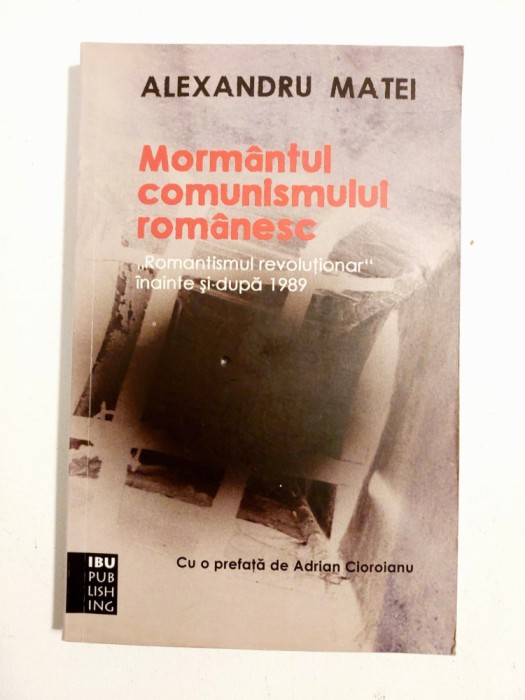 ALEXANDRU MATEI
Mormântul
comunismului
românesc
„Romantismul revoluționar“
înainte și după 1989
Cu o prefață de Adrian Cioroianu
IBU
PUB
LISH
ING